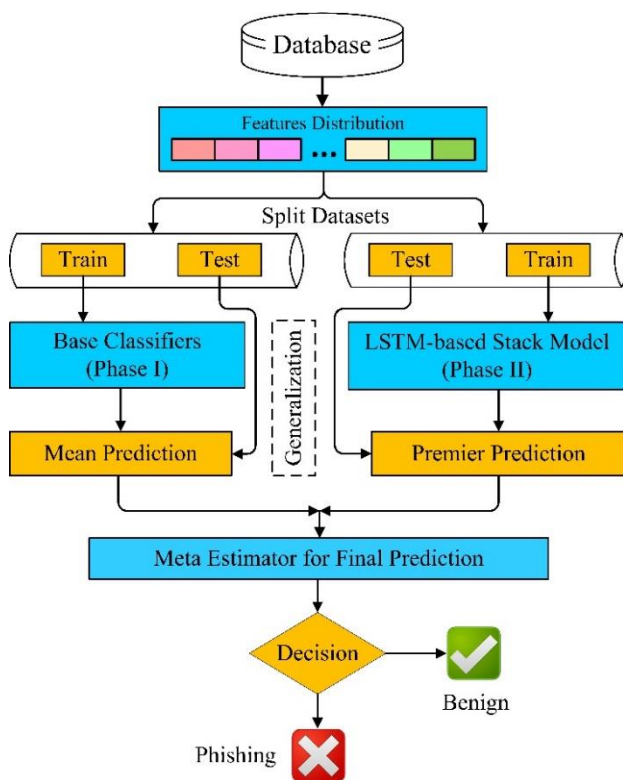 Database
Features Distribution
...
Split Datasets
Train
Test
Test
Train
Base Classifiers
(Phase I)
Generalization
LSTM-based Stack Model
(Phase II)
Mean Prediction
Premier Prediction
Meta Estimator for Final Prediction
Decision
Benign
Phishing